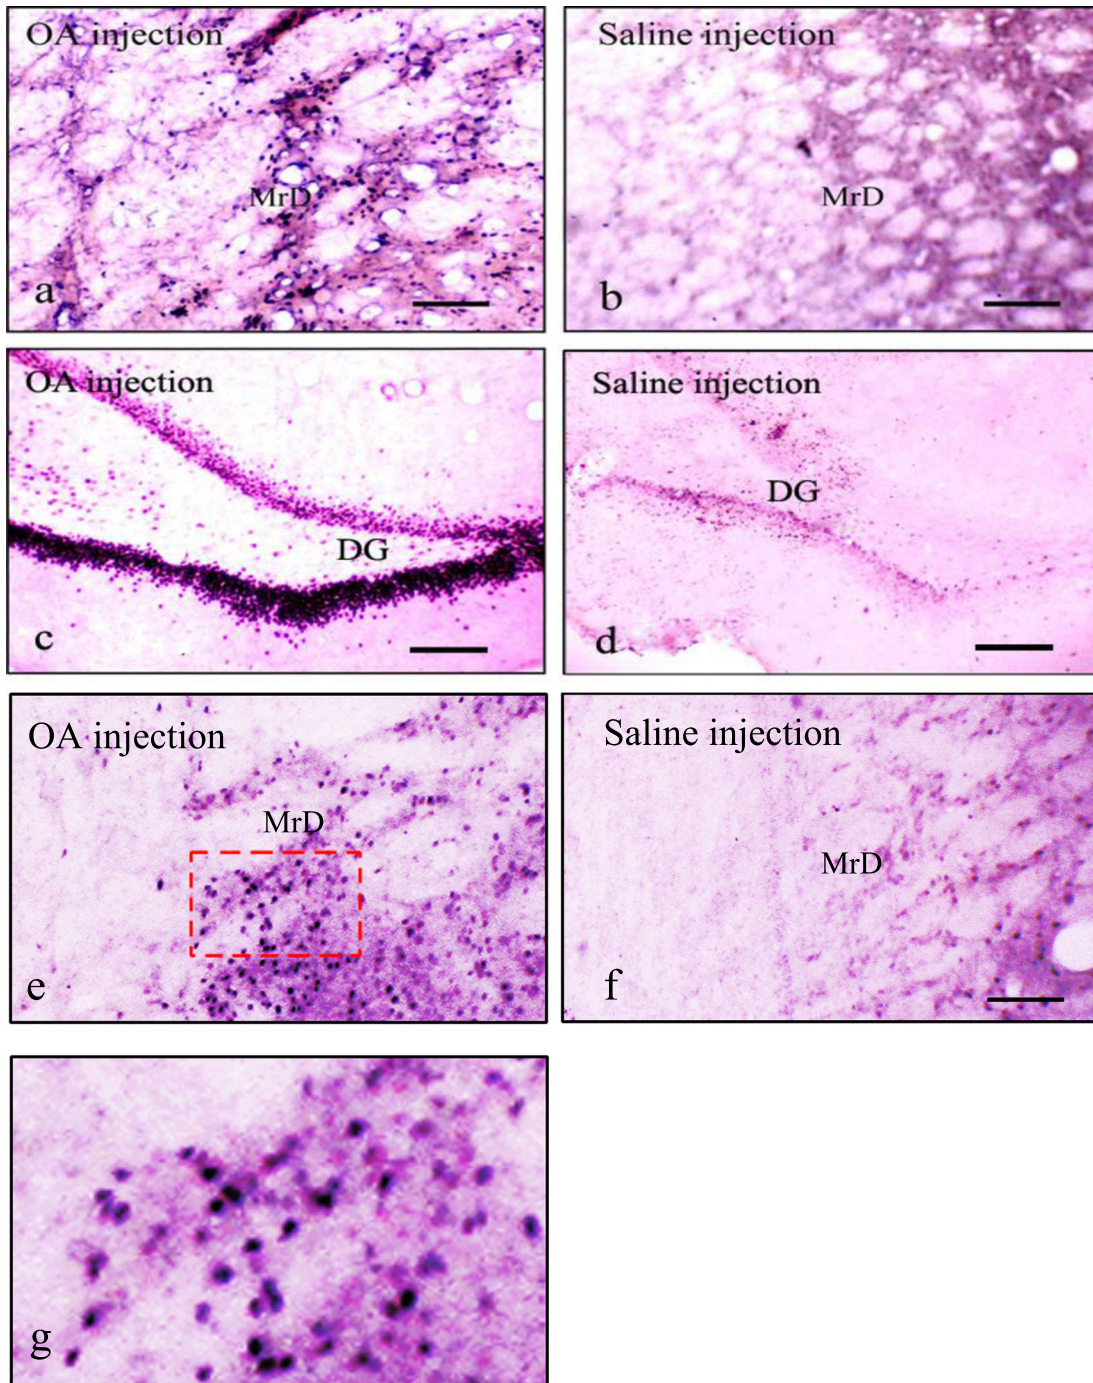 OA injection
MrD
a
Saline injection
MrD
b
OA injection
DG
c
Saline injection
DG
d
OA injection
MrD
e
Saline injection
MrD
f
g